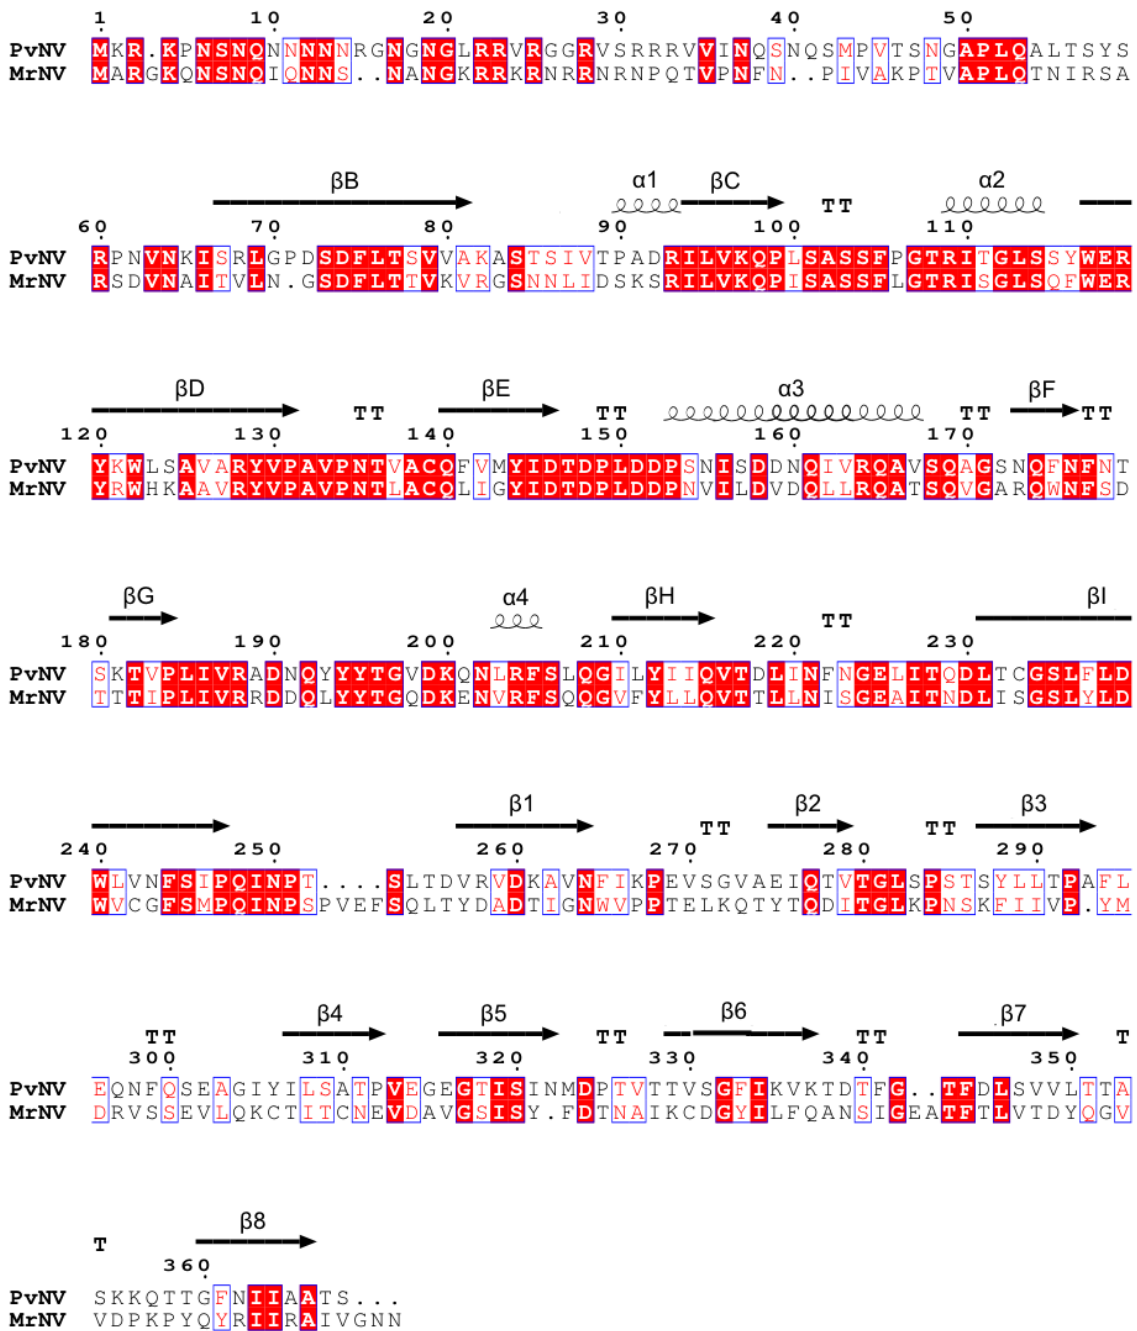 1 10 20 30 40 50
PvNV MKR.KPNSNQNNNNNRGNGNGLRRVRGGRVSRRRVVINQSNQSMPVTSNGAPLQALTSYS
MrNV MARGKQNSNQIQNNS..NANGKRRKRNRRNRNPQTVPNFN..PIVAKPTVAPLQTNIRSA
βB α1 βC α2
TT
60 70 80 90 100 110
PvNV RPNVNKISRLGPDSDFLTSVVAKASTSIVTPADRILVKQPLSASSFPGTRITGLSSYWER
MrNV RSDVNAITVLN.GSDFLTTVKVRGSNNLIDSKSRILVKQPISASSFLGTRISGLSQFWER
βD βE α3 βF
TT TT TT TT
120 130 140 150 160 170
PvNV YKWLSAVARYVPAVPNTVACQFVMYIDTDPLDDPSNISDDNQIVRQAVSQAGSNQFNFNT
MrNV YRWHKAAVRYVPAVPNTLACQLIGYIDTDPLDDPNVILDVDQLLRQATSQVGARQWNFSD
βG α4 βH βI
TT
180 190 200 210 220 230
PvNV SKTVPLIVRADNQYYYTGVDKQNLRFSLQGILYIIQVTDLINFNGELITQDLTCGSLFLD
MrNV TTTIPLIVRRDDQLYYTGQDKENVRFSQQGVFYLLQVTTLLNISGEAITNDLISGSLYLD
β1 β2 β3
TT TT
240 250 260 270 280 290
PvNV WLVNFSIPQINPT....SLTDVRVDKAVNFIKPEVSGVAEIQTVTGLSPSTSYLLTPAFL
MrNV WVCGFSMPQINPSPVEFSQLTYDADTIGNWVPPTELKQTYTQDITGLKPNSKFIIVP.YM
β4 β5 β6 β7
TT TT TT T
300 310 320 330 340 350
PvNV EQNFQSEAGIYILSATPVEGEGTISINMDPTVTTVSGFIKVKTDTFG..TFDLSVVLTTA
MrNV DRVSSEVLQKCTITCNEVDAVGSISY.FDTNAIKCDGYILFQANSIGEATFTLVTDYQGV
β8
T
360
PvNV SKKQTTGFNIIAATS...
MrNV VDPKPYQYRIIRAIVGNN